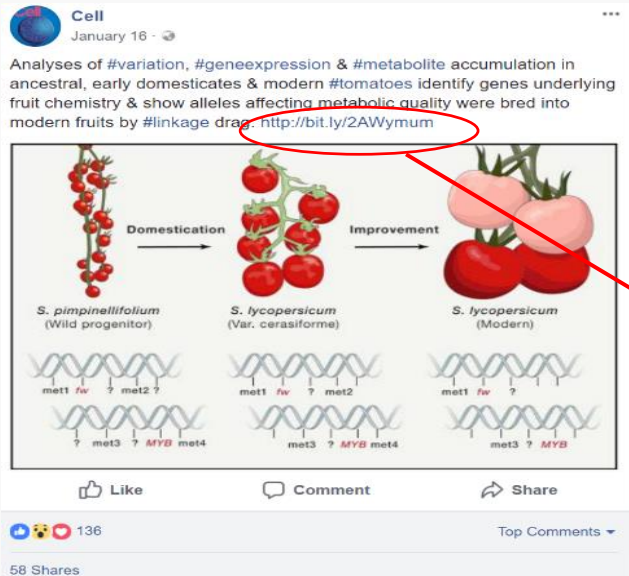 Cell
January 16 ·
Analyses of #variation, #geneexpression & #metabolite accumulation in
ancestral, early domesticates & modern #tomatoes identify genes underlying
fruit chemistry & show alleles affecting metabolic quality were bred into
modern fruits by #linkage drag. http://bit.ly/2AWymum
Domestication
Improvement
S. pimpinellifolium
(Wild progenitor)
S. lycopersicum
(Var. cerasiforme)
S. lycopersicum
(Modern)
met1 fw ? met2 ?
met1 fw ? met2
met1 fw ?
? met3 ? MYB met4
met3 ? MYB met4
met3 ? MYB
Like
Comment
Share
136
Top Comments
58 Shares